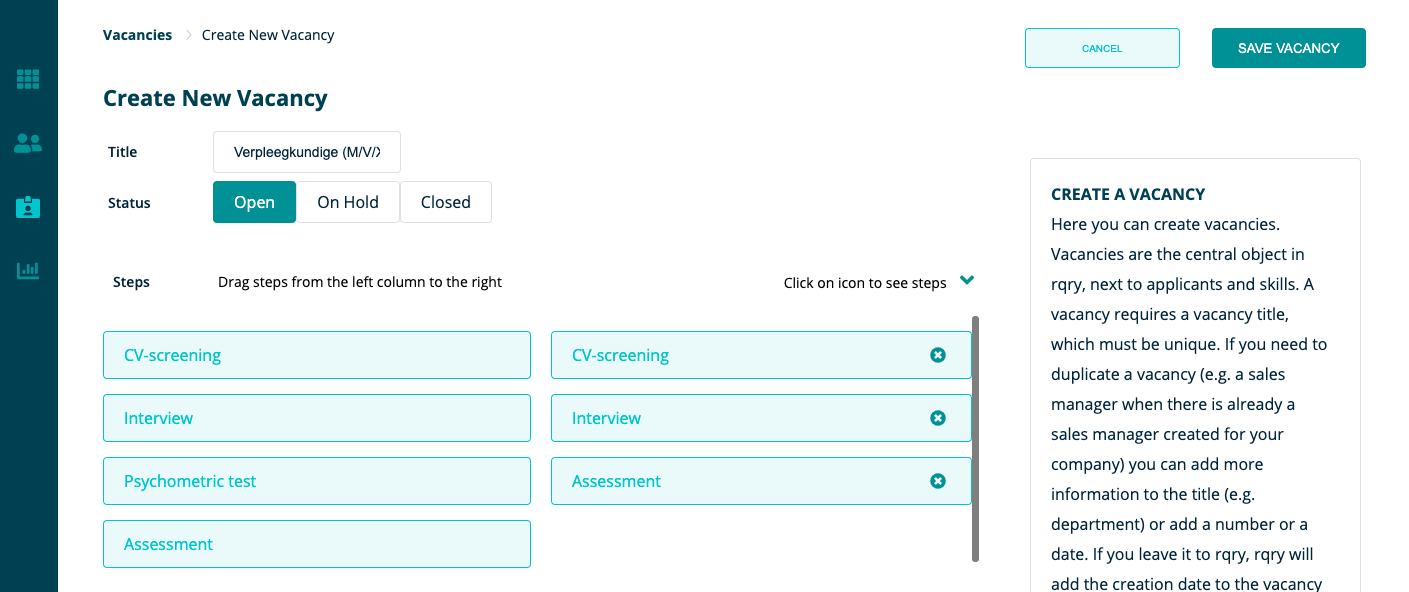 Vacancies > Create New Vacancy
CANCEL
SAVE VACANCY
Create New Vacancy
Title
Verpleegkundige (M/V/X
Status
Open
On Hold
Closed
Steps
Drag steps from the left column to the right
Click on icon to see steps
CV-screening
Interview
Psychometric test
Assessment
CV-screening
Interview
Assessment
CREATE A VACANCY
Here you can create vacancies.
Vacancies are the central object in
rqry, next to applicants and skills. A
vacancy requires a vacancy title,
which must be unique. If you need to
duplicate a vacancy (e.g. a sales
manager when there is already a
sales manager created for your
company) you can add more
information to the title (e.g.
department) or add a number or a
date. If you leave it to rqry, rqry will
add the creation date to the vacancy